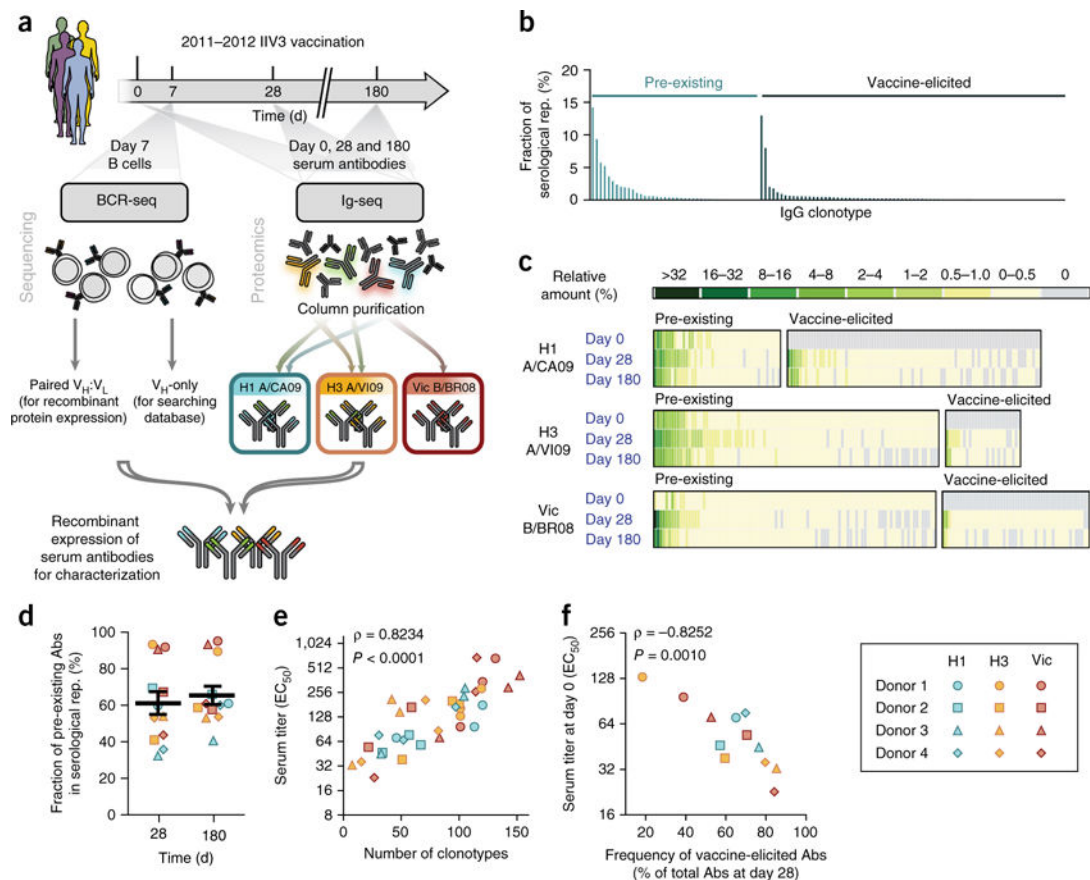 a
2011–2012 IIV3 vaccination
0
7
28
180
Time (d)
Day 7
B cells
Day 0, 28 and 180
serum antibodies
BCR-seq
Ig-seq
Sequencing
Proteomics
Column purification
Paired VH:VL
(for recombinant
protein expression)
VH-only
(for searching
database)
H1 A/CA09
H3 A/VI09
Vic B/BR08
Recombinant
expression of
serum antibodies
for characterization
b
Fraction of
serological rep. (%)
20
15
10
5
0
Pre-existing
Vaccine-elicited
IgG clonotype
c
Relative
amount (%)
>32
16–32
8–16
4–8
2–4
1–2
0.5–1.0
0–0.5
0
H1
A/CA09
Pre-existing
Vaccine-elicited
Day 0
Day 28
Day 180
H3
A/VI09
Pre-existing
Vaccine-elicited
Day 0
Day 28
Day 180
Vic
B/BR08
Pre-existing
Vaccine-elicited
Day 0
Day 28
Day 180
d
Fraction of pre-existing Abs
in serological rep. (%)
100
80
60
40
20
0
28
180
Time (d)
e
ρ = 0.8234
P < 0.0001
Serum titer (EC50)
1,024
512
256
128
64
32
16
8
0
50
100
150
Number of clonotypes
f
ρ = –0.8252
P = 0.0010
Serum titer at day 0 (EC50)
256
128
64
32
16
20
40
60
80
100
Frequency of vaccine-elicited Abs
(% of total Abs at day 28)
H1
H3
Vic
Donor 1
Donor 2
Donor 3
Donor 4